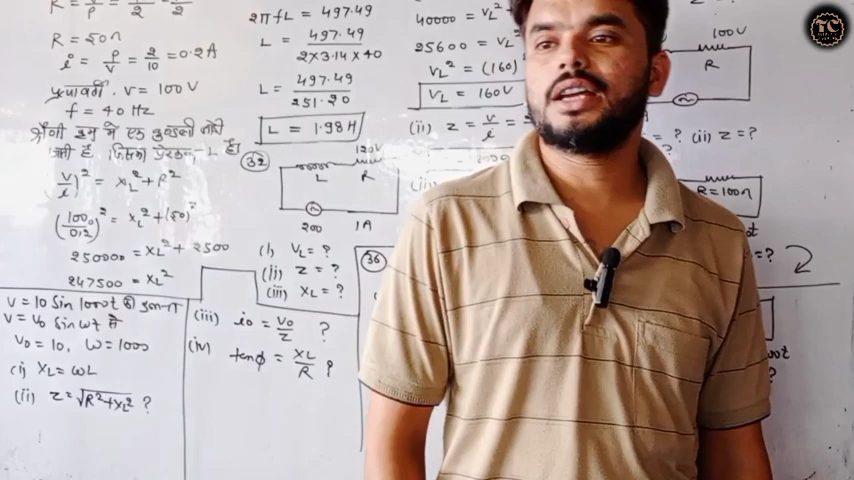 R = 50Ω
i = P/V = 2/10 = 0.2A
प्रत्यावर्ती . V = 100V
f = 40 Hz
श्रेणी क्रम में एक कुण्डली जोड़ी
जाती है, जिसका प्रेरकत्व - L है।
(V/i)² = XL² + R²
(100/0.2)² = XL² + (50)²
250000 = XL² + 2500
247500 = XL²
2πfL = 497.49
L = 497.49/2×3.14×40
L = 497.49/251.20
L = 1.98H
32
120V
L R
200 1A
(i) VL = ?
(ii) Z = ?
(iii) XL = ?
40000 = VL²
25600 = VL²
VL² = (160)
VL = 160V
(ii) Z = V/i =
100V
R
= ? (ii) Z = ?
R = 100Ω
= ?
36
V = 10 Sin 1000t
V = V₀ Sin ωt से
V₀ = 10, ω = 1000
(i) XL = ωL
(ii) Z = √R²+XL² ?
(iii) i₀ = V₀/Z ?
(iv) tanφ = XL/R ?
TC